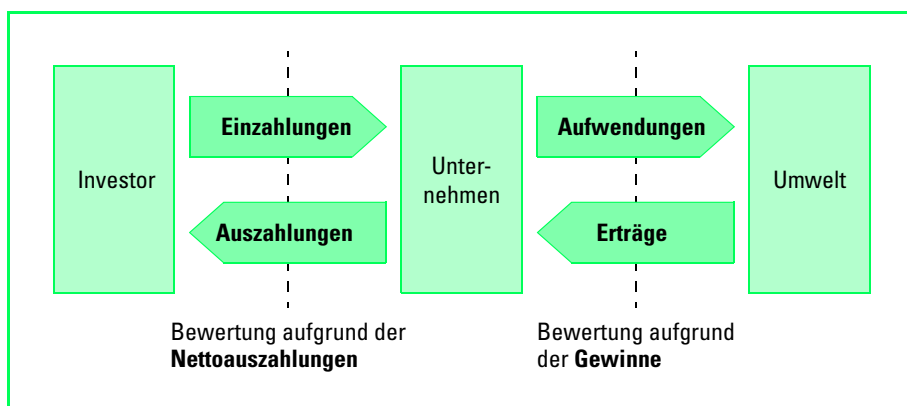 Investor
Einzahlungen
Auszahlungen
Unter-
nehmen
Aufwendungen
Erträge
Umwelt
Bewertung aufgrund der
Nettoauszahlungen
Bewertung aufgrund
der Gewinne